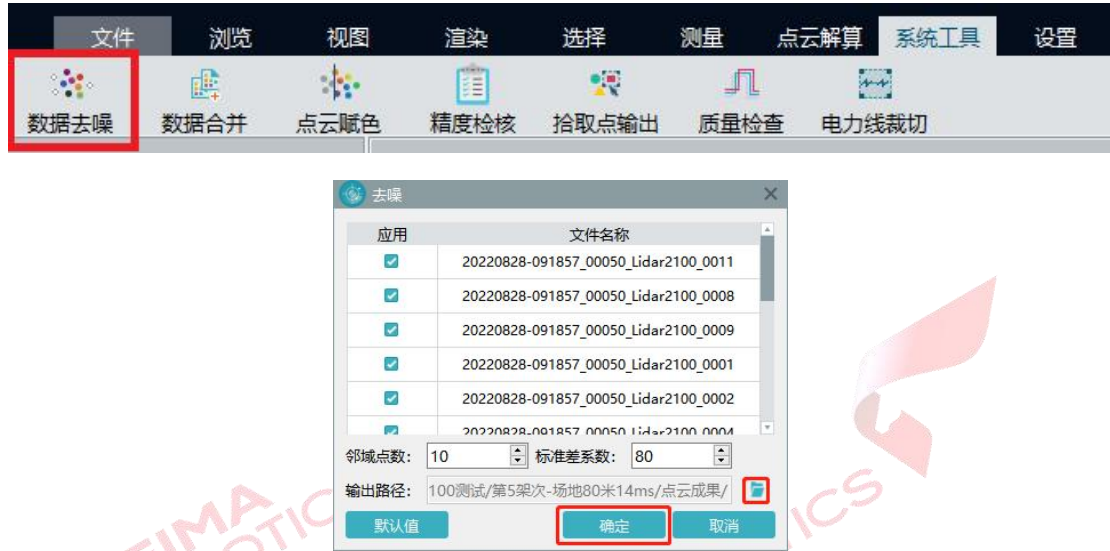 文件 浏览 视图 渲染 选择 测量 点云解算 系统工具 设置
数据去噪 数据合并 点云赋色 精度检核 拾取点输出 质量检查 电力线裁切
去噪
应用 文件名称
20220828-091857_00050_Lidar2100_0011
20220828-091857_00050_Lidar2100_0008
20220828-091857_00050_Lidar2100_0009
20220828-091857_00050_Lidar2100_0001
20220828-091857_00050_Lidar2100_0002
20220828-091857_00050_Lidar2100_0004
邻域点数: 10 标准差系数: 80
输出路径: 100测试/第5架次-场地80米14ms/点云成果/
默认值 确定 取消